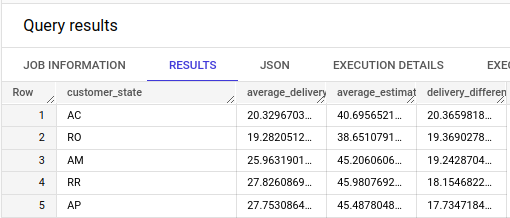 Query results
JOB INFORMATION RESULTS JSON EXECUTION DETAILS EXEC
Row customer_state average_delivery average_estimat delivery_differen
1 AC 20.3296703... 40.6956521... 20.3659818...
2 RO 19.2820512... 38.6510791... 19.3690278...
3 AM 25.9631901... 45.2060606... 19.2428704...
4 RR 27.8260869... 45.9807692... 18.1546822...
5 AP 27.7530864... 45.4878048... 17.7347184...